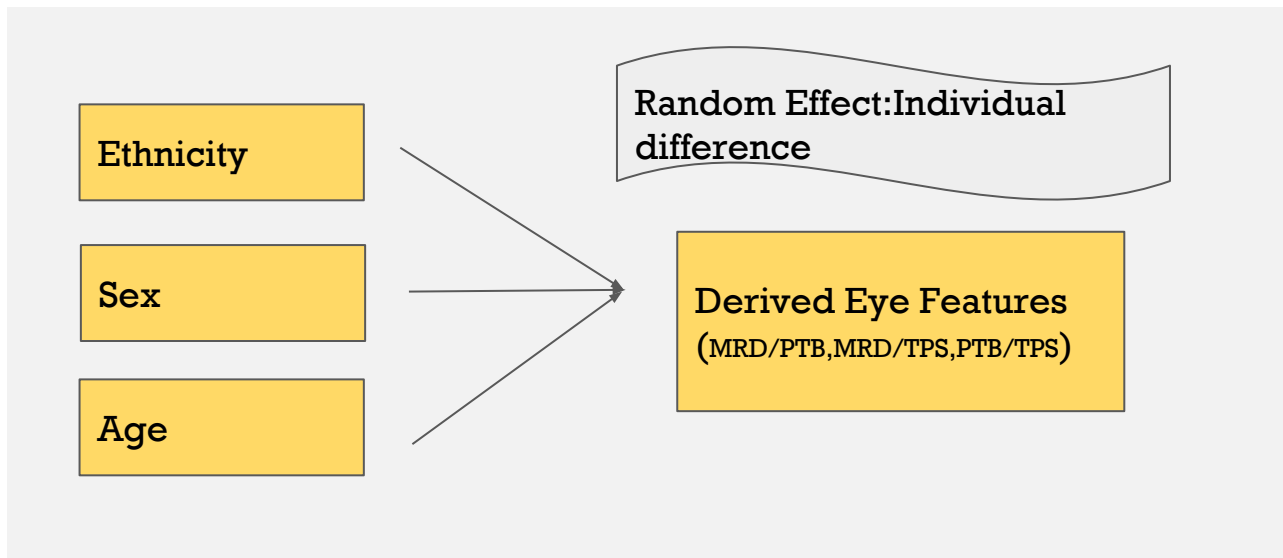 Ethnicity
Sex
Age
Random Effect:Individual
difference
Derived Eye Features
(MRD/PTB,MRD/TPS,PTB/TPS)